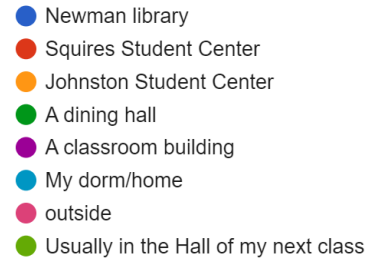 Newman library
Squires Student Center
Johnston Student Center
A dining hall
A classroom building
My dorm/home
outside
Usually in the Hall of my next class